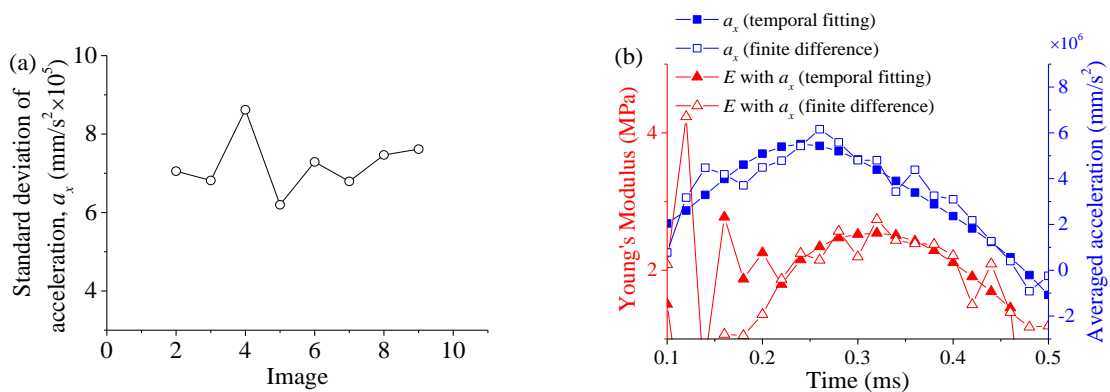 (a)
Standard deviation of
acceleration, a_x (mm/s²×10⁵)
10
8
6
4
0 2 4 6 8 10
Image
(b)
a_x (temporal fitting)
a_x (finite difference)
E with a_x (temporal fitting)
E with a_x (finite difference)
×10⁶
Young's Modulus (MPa)
4
2
8
6
4
2
0
-2
Averaged acceleration (mm/s²)
0.1 0.2 0.3 0.4 0.5
Time (ms)